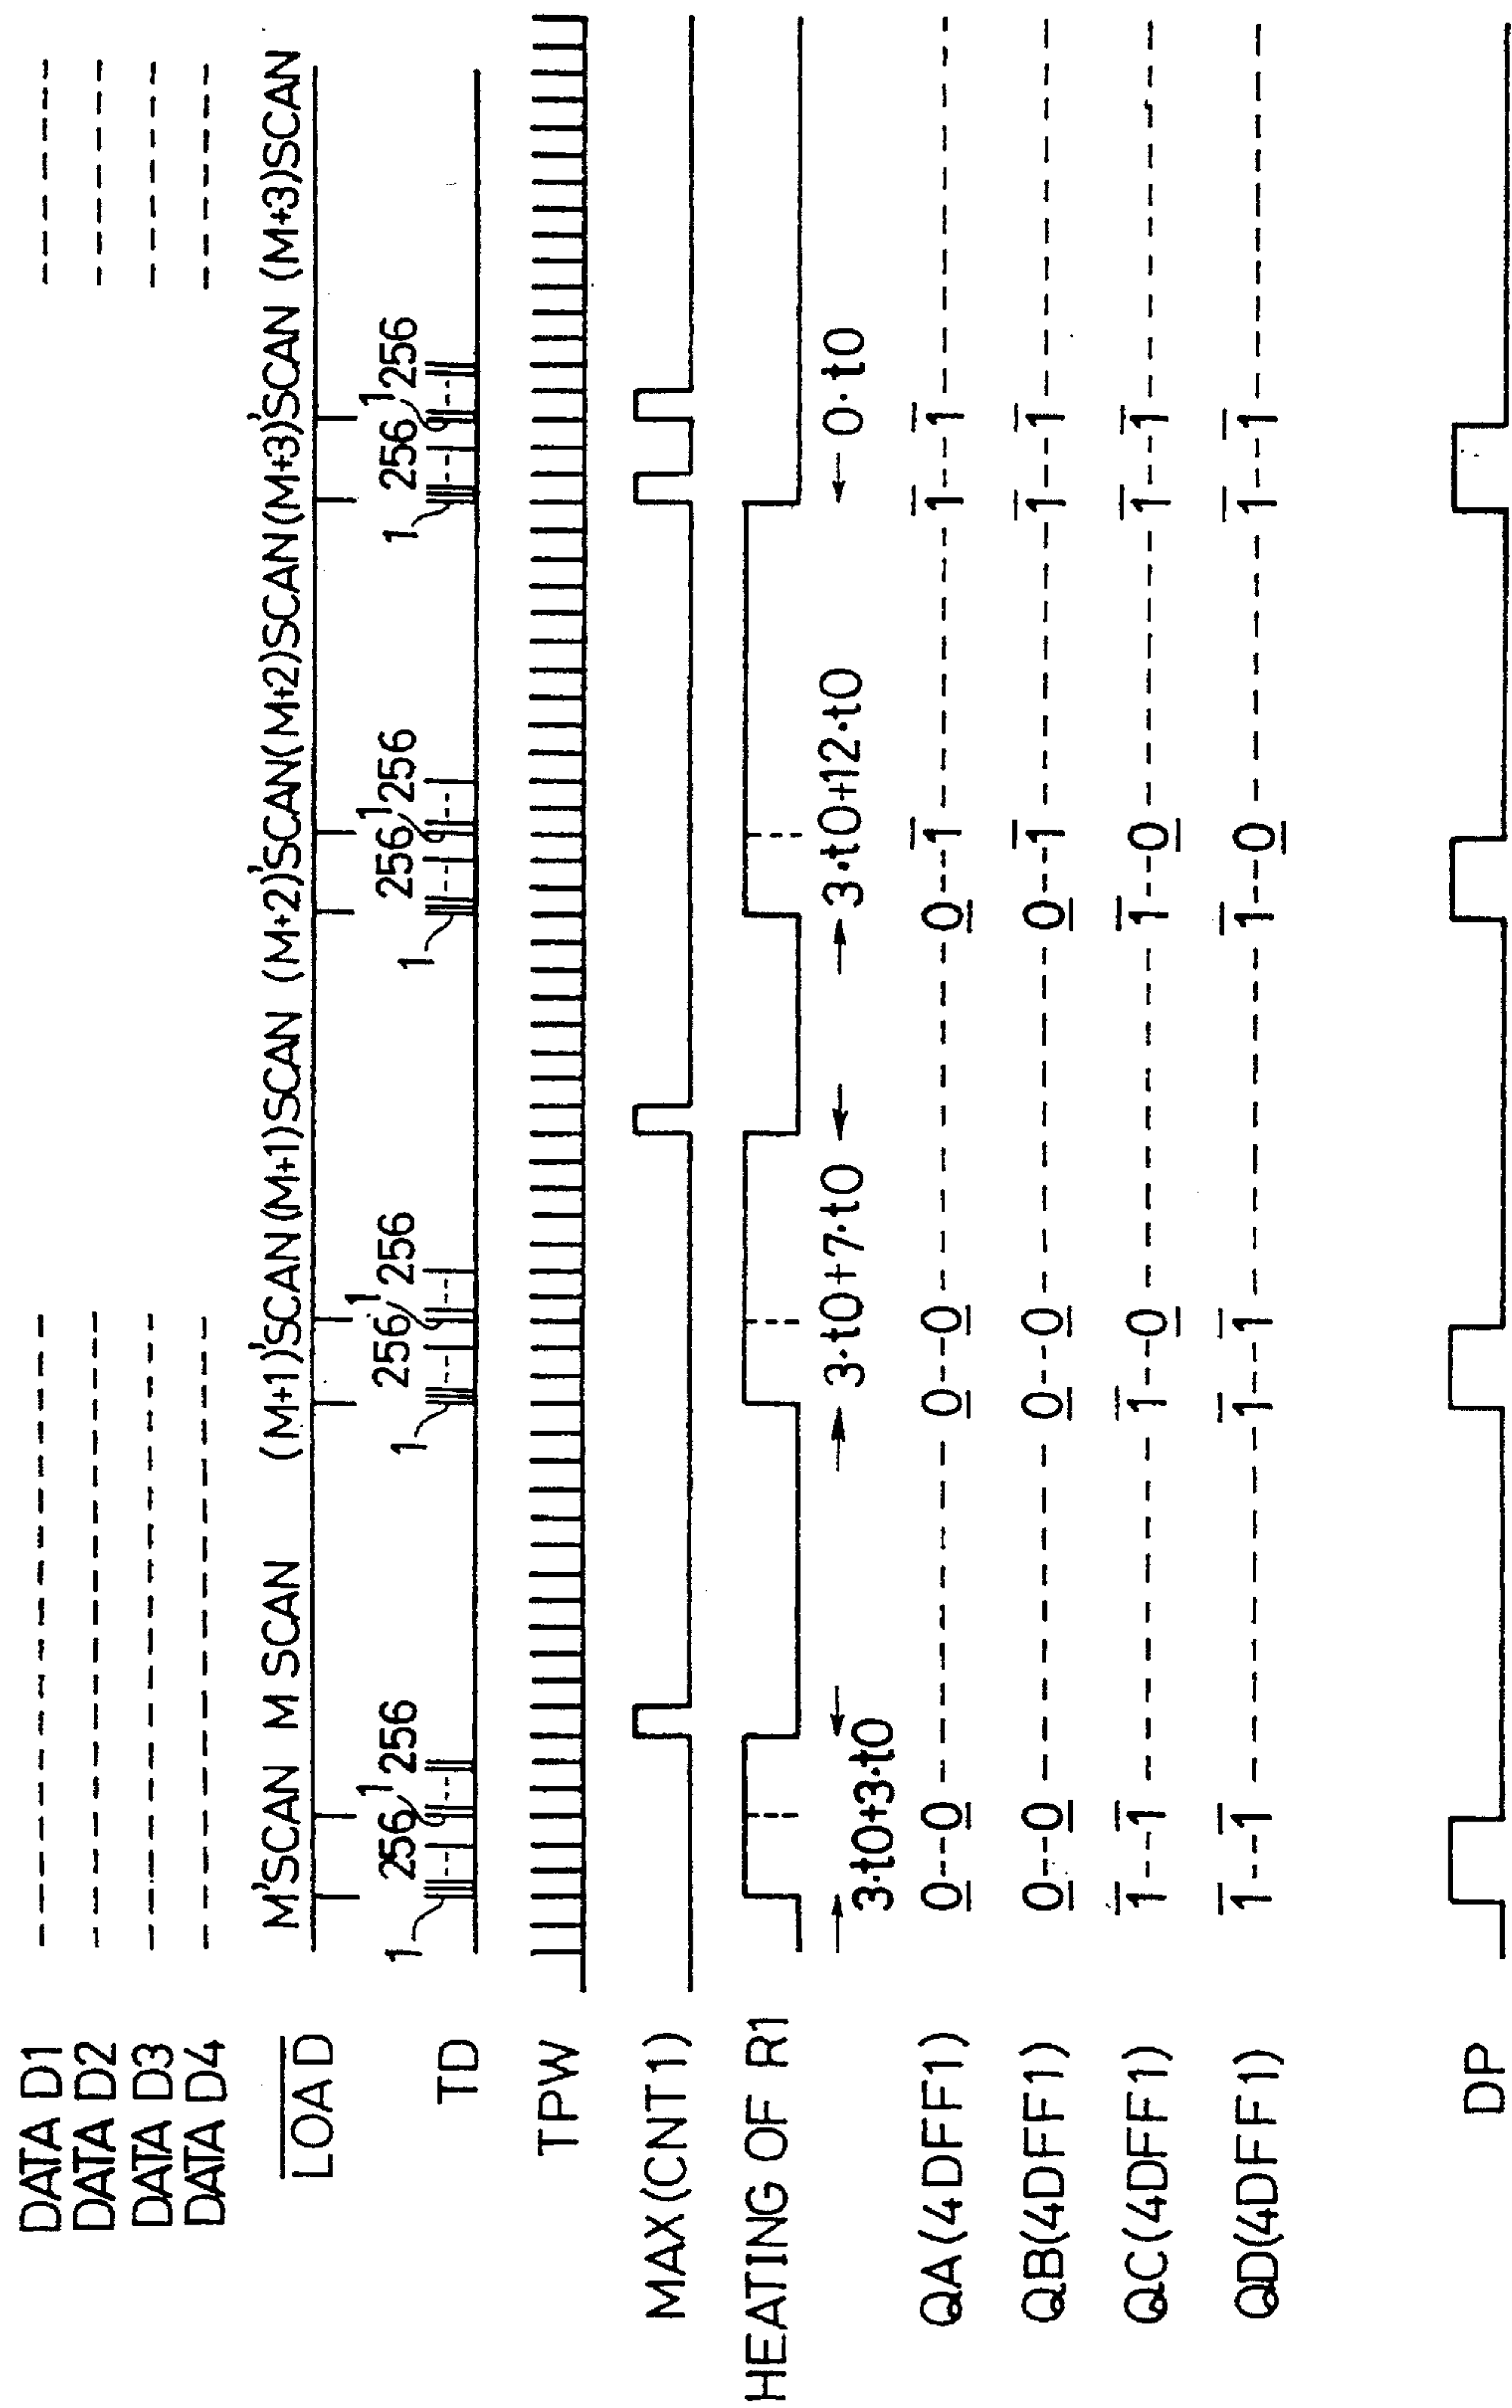 DATA D1
DATA D2
DATA D3
DATA D4
LOAD
M'SCAN M SCAN (M+1)'SCAN (M+1)SCAN (M+2)'SCAN (M+2)SCAN (M+3)'SCAN (M+3)SCAN
TD
1 256 1 256 1 256 1 256 1 256 1 256 1 256 1 256
TPW
MAX(CNT1)
HEATING OF R1
3·t0+3·t0 3·t0+7·t0 3·t0+12·t0 0·t0
QA(4DFF1) 0 0 0 0 0 1 1 1
QB(4DFF1) 0 0 0 0 0 1 1 1
QC(4DFF1) 1 1 1 0 1 0 1 1
QD(4DFF1) 1 1 1 1 1 0 1 1
DP